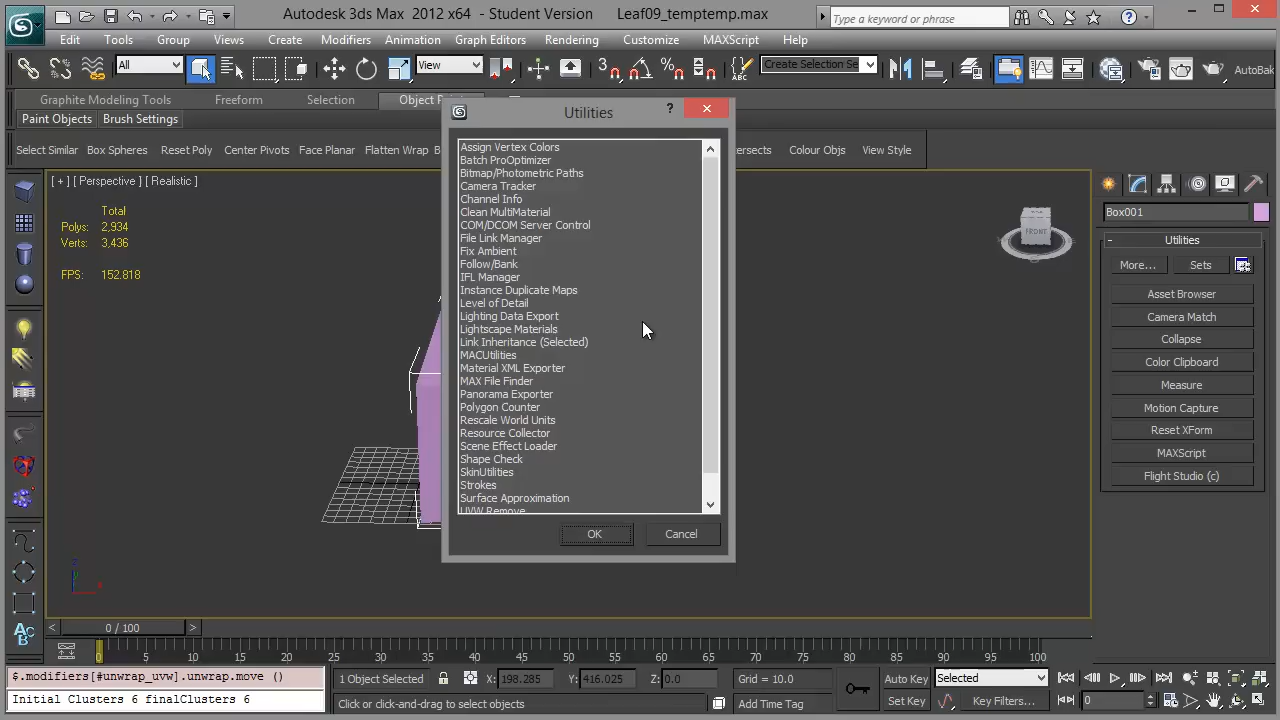 Autodesk 3ds Max 2012 x64 - Student Version Leaf09_temptemp.max
Type a keyword or phrase
Edit Tools Group Views Create Modifiers Animation Graph Editors Rendering Customize MAXScript Help
All View Create Selection Se AutoBak
Graphite Modeling Tools Freeform Selection Object
Paint Objects Brush Settings
Select Similar Box Spheres Reset Poly Center Pivots Face Planar Flatten Wrap Colour Objs View Style
[ + ] [ Perspective ] [ Realistic ]
Total
Polys: 2,934
Verts: 3,436
FPS: 152.818
FRONT
Utilities
?
Assign Vertex Colors
Batch ProOptimizer
Bitmap/Photometric Paths
Camera Tracker
Channel Info
Clean MultiMaterial
COM/DCOM Server Control
File Link Manager
Fix Ambient
Follow/Bank
IFL Manager
Instance Duplicate Maps
Level of Detail
Lighting Data Export
Lightscape Materials
Link Inheritance (Selected)
MACUtilities
Material XML Exporter
MAX File Finder
Panorama Exporter
Polygon Counter
Rescale World Units
Resource Collector
Scene Effect Loader
Shape Check
SkinUtilities
Strokes
Surface Approximation
UVW Remove
OK Cancel
Box001
- Utilities
More... Sets
Asset Browser
Camera Match
Collapse
Color Clipboard
Measure
Motion Capture
Reset XForm
MAXScript
Flight Studio (c)
z
x
< 0 / 100 >
0 5 10 15 20 25 30 35 40 45 50 55 60 65 70 75 80 85 90 95 100
$.modifiers[#unwrap_uvw].unwrap.move ()
Initial Clusters 6 finalClusters 6
1 Object Selected X: 198.285 Y: 416.025 Z: 0.0 Grid = 10.0
Click or click-and-drag to select objects Add Time Tag
Auto Key Selected
Set Key Key Filters... 0